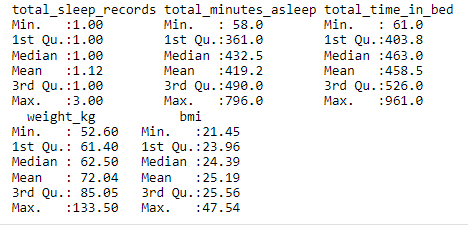 total_sleep_records total_minutes_asleep total_time_in_bed
Min.   :1.00        Min.   : 58.0        Min.   : 61.0
1st Qu.:1.00        1st Qu.:361.0        1st Qu.:403.8
Median :1.00        Median :432.5        Median :463.0
Mean   :1.12        Mean   :419.2        Mean   :458.5
3rd Qu.:1.00        3rd Qu.:490.0        3rd Qu.:526.0
Max.   :3.00        Max.   :796.0        Max.   :961.0
weight_kg           bmi
Min.   : 52.60   Min.   :21.45
1st Qu.: 61.40   1st Qu.:23.96
Median : 62.50   Median :24.39
Mean   : 72.04   Mean   :25.19
3rd Qu.: 85.05   3rd Qu.:25.56
Max.   :133.50   Max.   :47.54